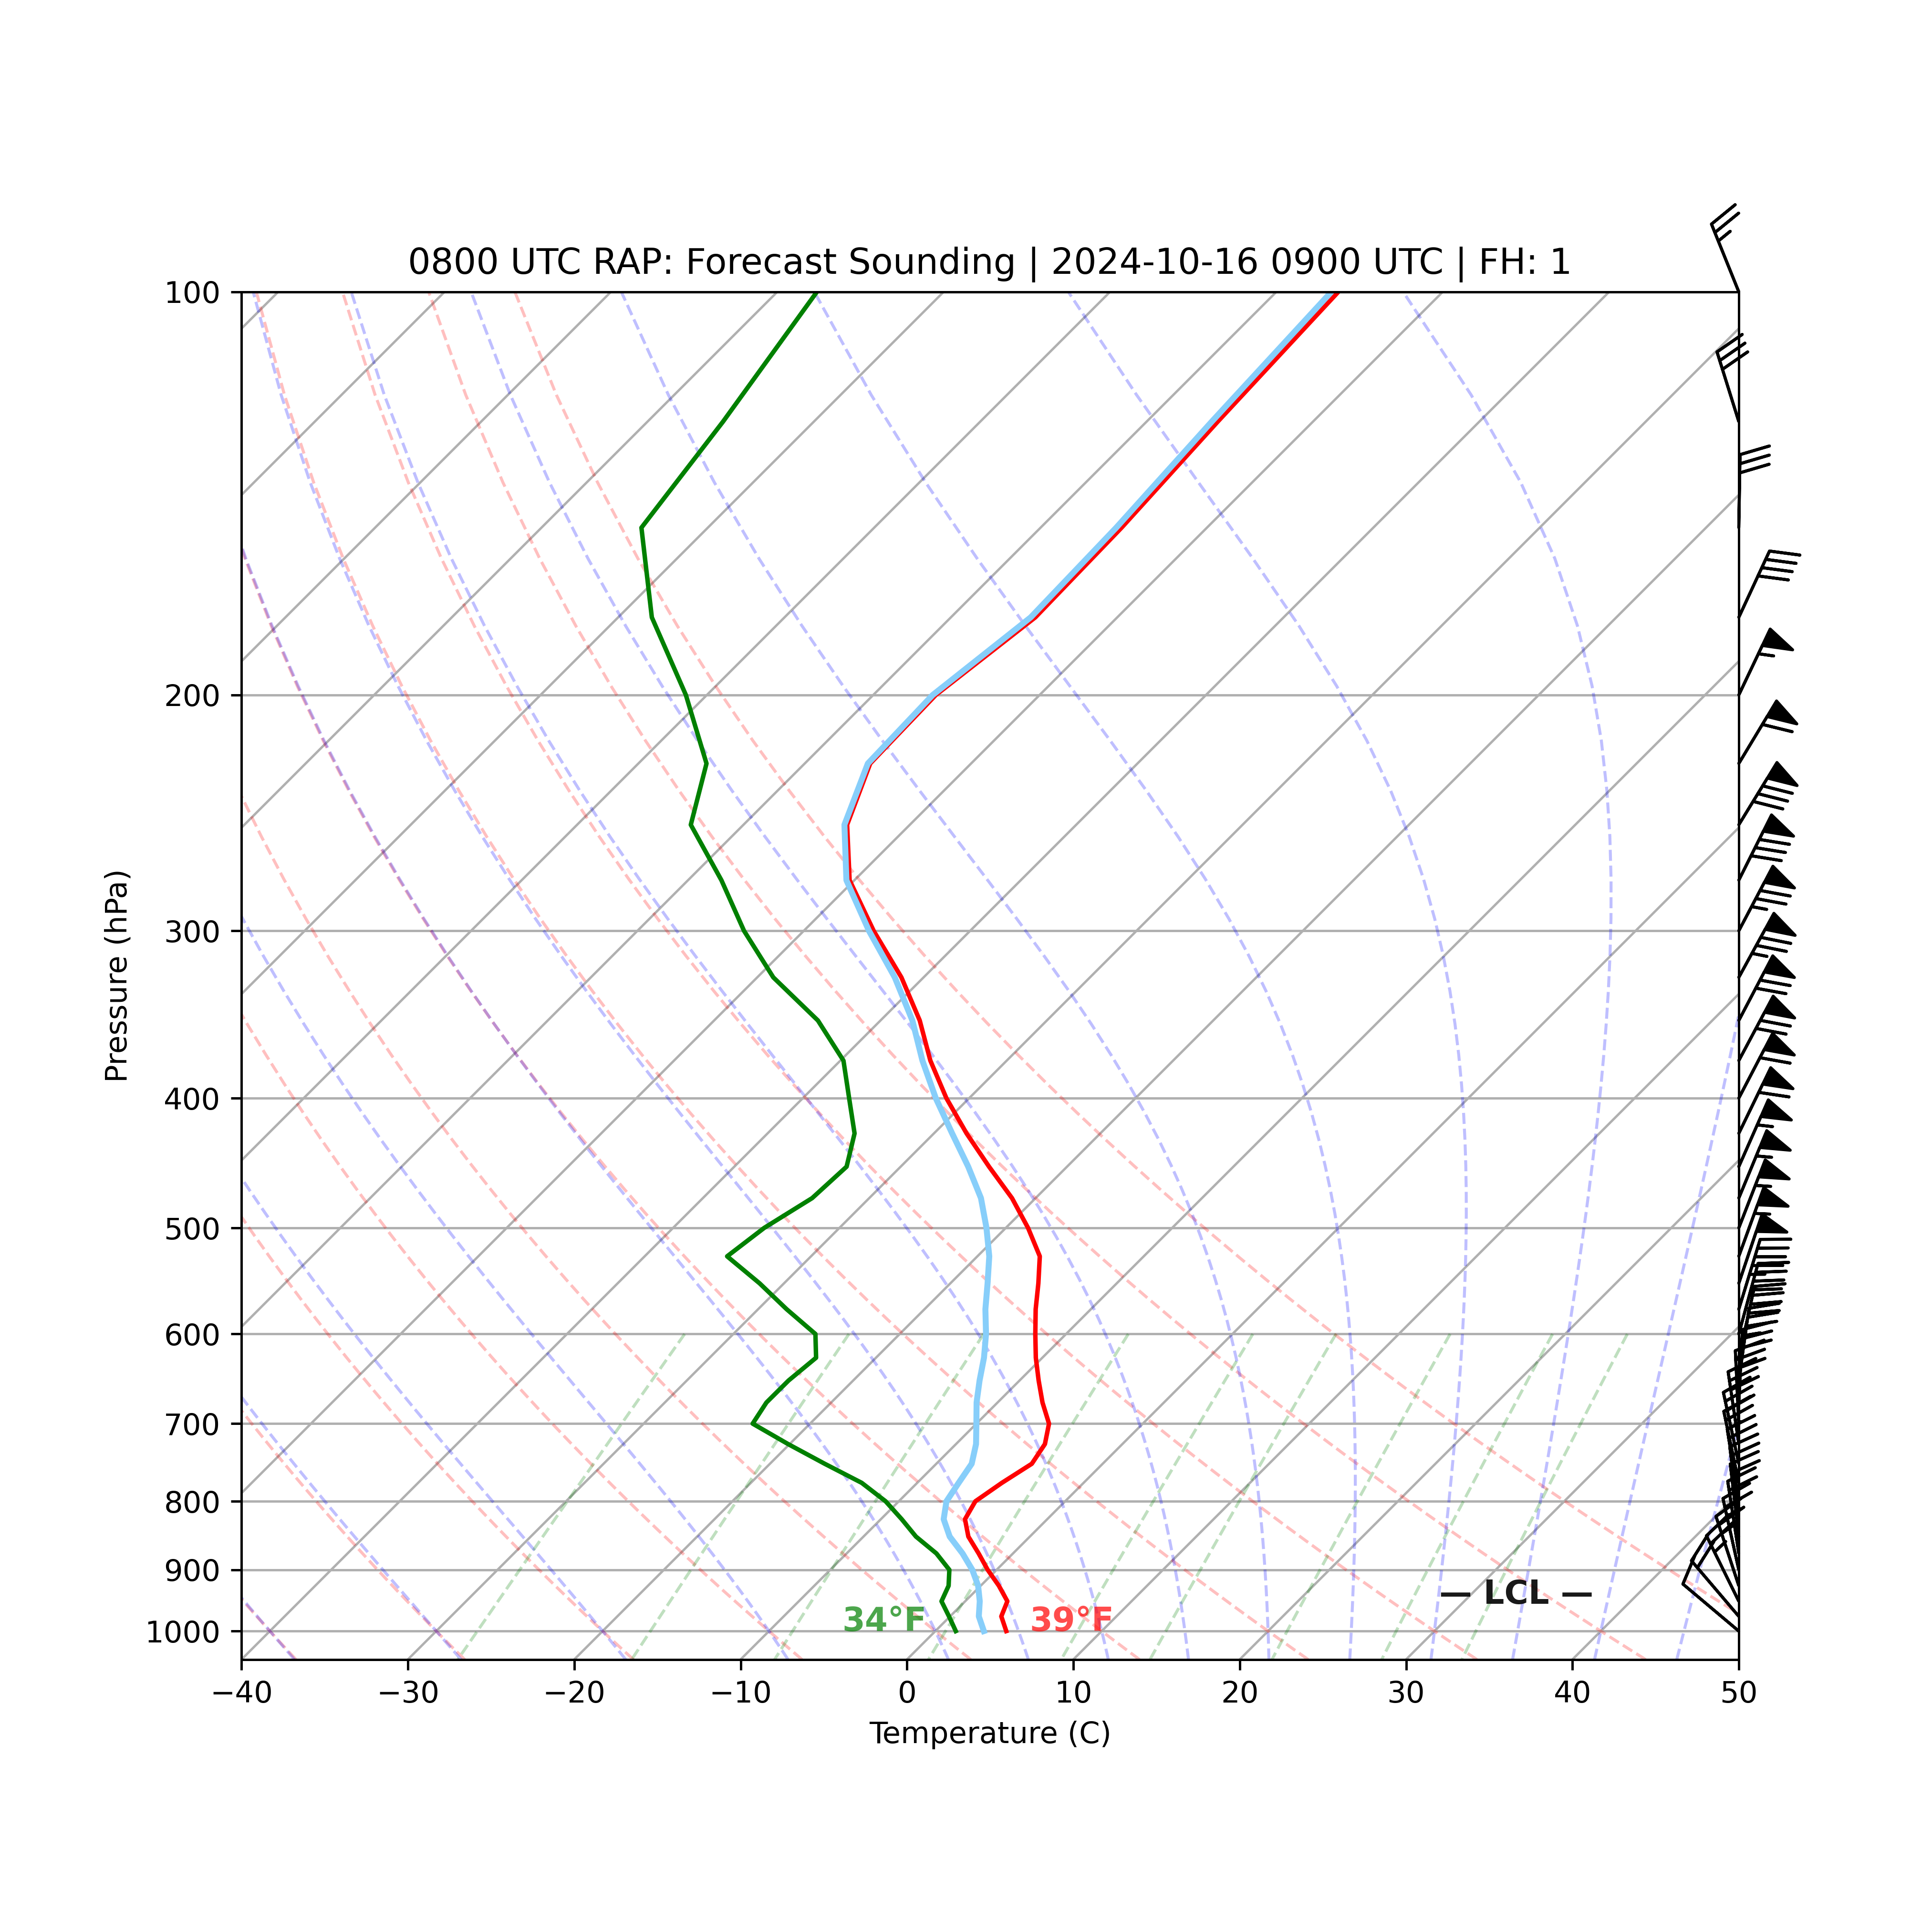 0800 UTC RAP: Forecast Sounding | 2024-10-16 0900 UTC | FH: 1
100
200
300
400
500
600
700
800
900
1000
Pressure (hPa)
34°F
39°F
— LCL —
−40 −30 −20 −10 0 10 20 30 40 50
Temperature (C)